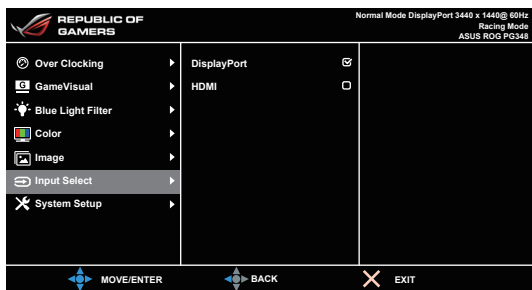 REPUBLIC OF
GAMERS
Normal Mode DisplayPort 3440 x 1440@ 60Hz
Racing Mode
ASUS ROG PG348
Over Clocking
G GameVisual
Blue Light Filter
Color
Image
Input Select
System Setup
DisplayPort
HDMI
MOVE/ENTER
BACK
EXIT